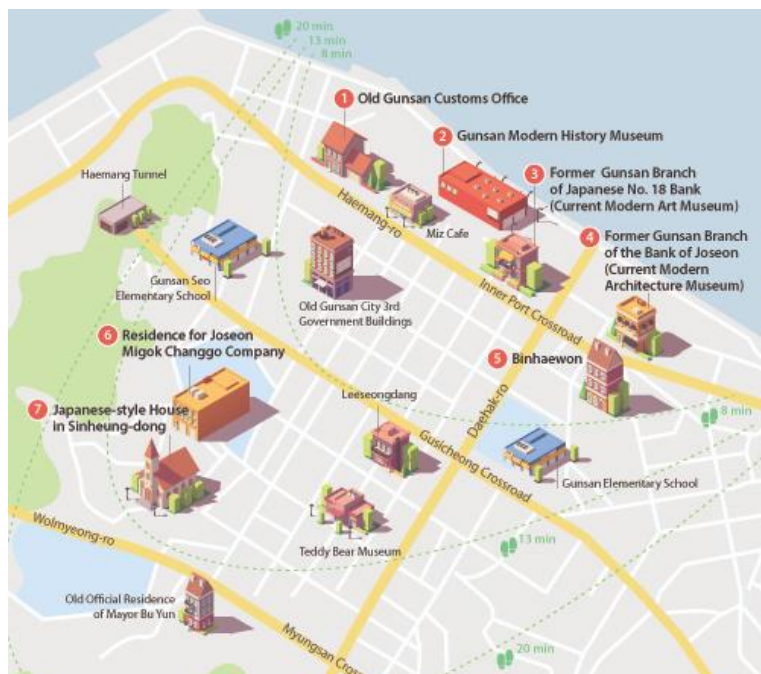 20 min
13 min
8 min
1 Old Gunsan Customs Office
2 Gunsan Modern History Museum
3 Former Gunsan Branch
of Japanese No. 18 Bank
(Current Modern Art Museum)
Haemang Tunnel
Haemang-ro
Miz Cafe
4 Former Gunsan Branch
of the Bank of Joseon
(Current Modern
Architecture Museum)
Gunsan Seo
Elementary School
Old Gunsan City 3rd
Government Buildings
Inner Port Crossroad
6 Residence for Joseon
Migok Changgo Company
5 Binhaewon
7 Japanese-style House
in Sinheung-dong
Leeseongdang
Daehak-ro
8 min
Gusicheong Crossroad
Gunsan Elementary School
Wolmyeong-ro
Teddy Bear Museum
13 min
Old Official Residence
of Mayor Bu Yun
Myungsan Cros
20 min